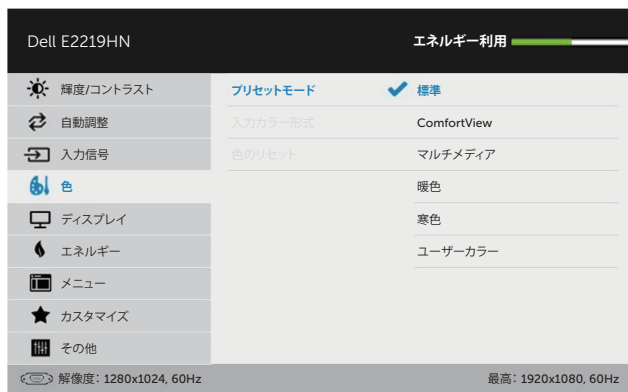 Dell E2219HN
エネルギー利用
輝度/コントラスト
プリセットモード
標準
自動調整
入力カラー形式
ComfortView
入力信号
色のリセット
マルチメディア
色
暖色
ディスプレイ
寒色
エネルギー
ユーザーカラー
メニュー
カスタマイズ
その他
解像度: 1280x1024, 60Hz
最高: 1920x1080, 60Hz